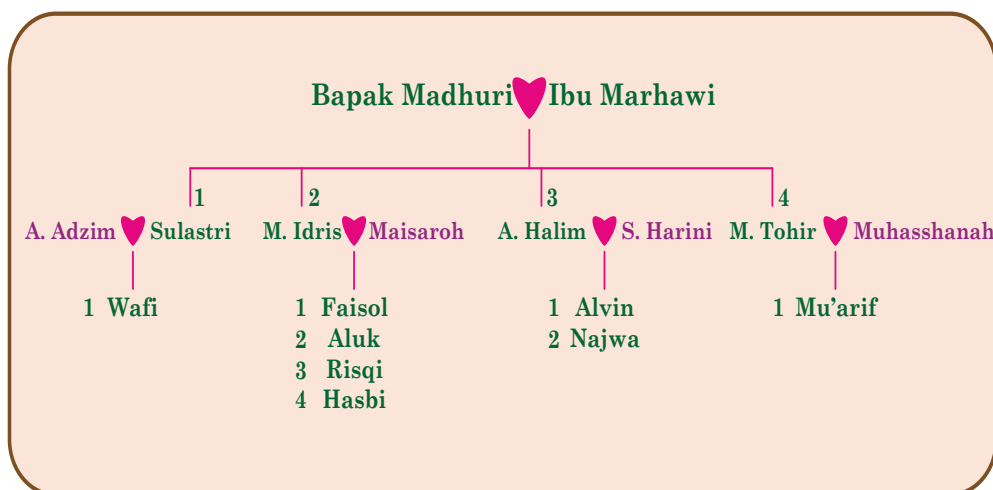 Bapak Madhuri Ibu Marhawi
1 2 3 4
A. Adzim Sulastri M. Idris Maisaroh A. Halim S. Harini M. Tohir Muhasshanah
1 Wafi 1 Faisol 1 Alvin 1 Mu’arif
2 Aluk 2 Najwa
3 Risqi
4 Hasbi